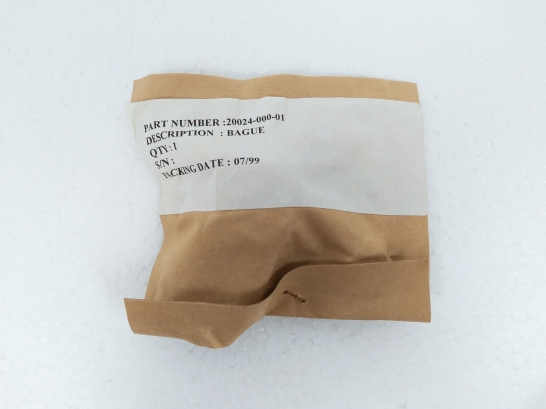 PART NUMBER :20024-000-01
DESCRIPTION : BAGUE
QTY:1
S/N :
PACKING DATE : 07/99